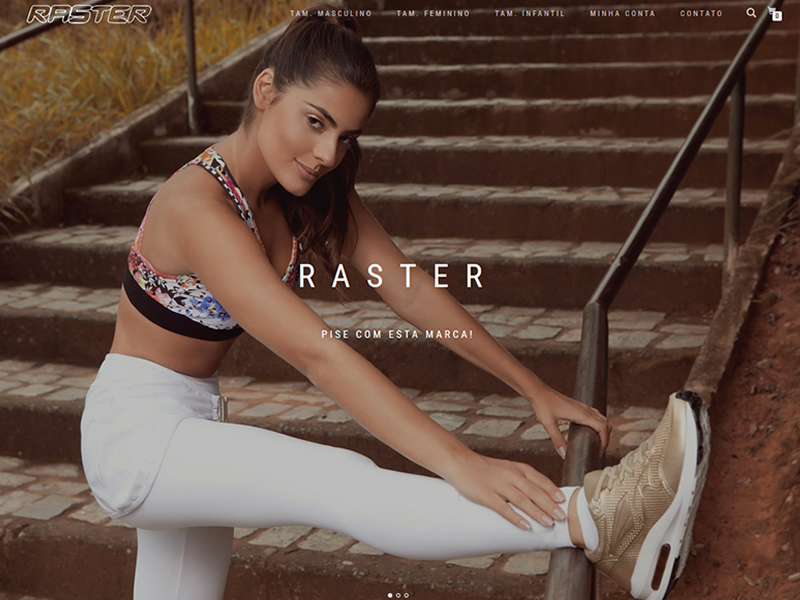 RASTER
TAM. MASCULINO TAM. FEMININO TAM. INFANTIL MINHA CONTA CONTATO
0
RASTER
PISE COM ESTA MARCA!